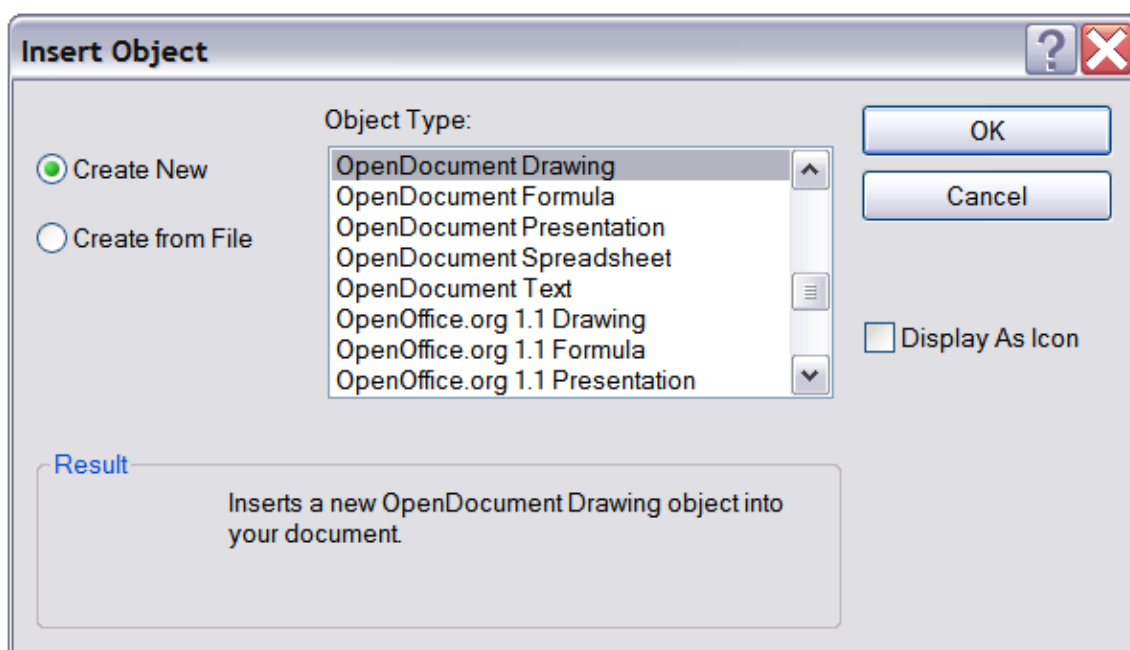 Insert Object
Object Type:
Create New
Create from File
OpenDocument Drawing
OpenDocument Formula
OpenDocument Presentation
OpenDocument Spreadsheet
OpenDocument Text
OpenOffice.org 1.1 Drawing
OpenOffice.org 1.1 Formula
OpenOffice.org 1.1 Presentation
OK
Cancel
Display As Icon
Result
Inserts a new OpenDocument Drawing object into
your document.